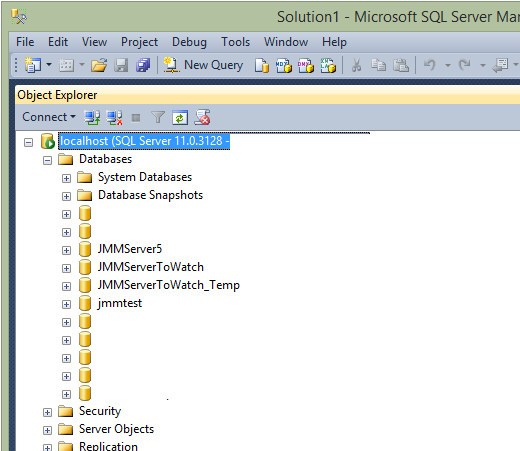 Solution1 - Microsoft SQL Server Ma
File Edit View Project Debug Tools Window Help
New Query
Object Explorer
Connect
localhost (SQL Server 11.0.3128 -
Databases
System Databases
Database Snapshots
JMMServer5
JMMServerToWatch
JMMServerToWatch_Temp
jmmtest
Security
Server Objects
Replication